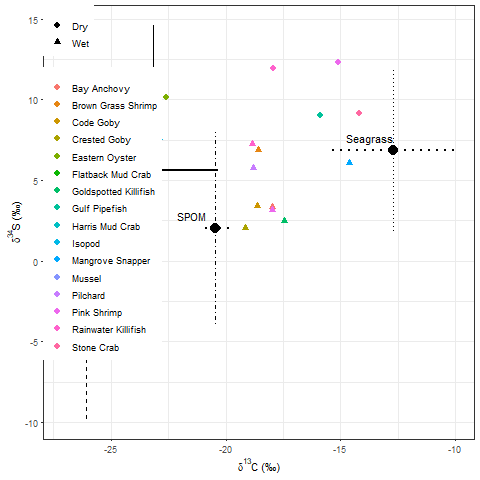 15
10
5
0
-5
-10
δ34S (‰)
Dry
Wet
Bay Anchovy
Brown Grass Shrimp
Code Goby
Crested Goby
Eastern Oyster
Flatback Mud Crab
Goldspotted Killifish
Gulf Pipefish
Harris Mud Crab
Isopod
Mangrove Snapper
Mussel
Pilchard
Pink Shrimp
Rainwater Killifish
Stone Crab
Seagrass
SPOM
-25
-20
-15
-10
δ13C (‰)